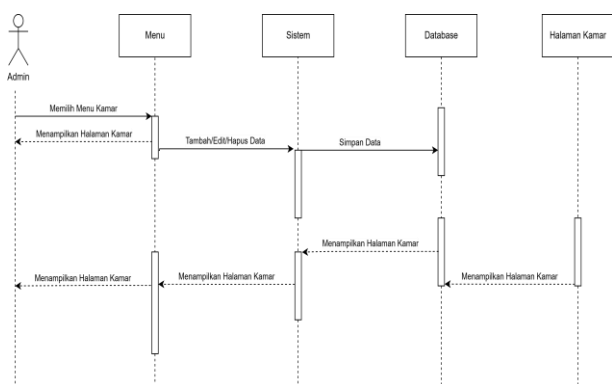 Menu
Sistem
Database
Halaman Kamar
Admin
Memilih Menu Kamar
Menampilkan Halaman Kamar
Tambah/Edit/Hapus Data
Simpan Data
Menampilkan Halaman Kamar
Menampilkan Halaman Kamar
Menampilkan Halaman Kamar
Menampilkan Halaman Kamar